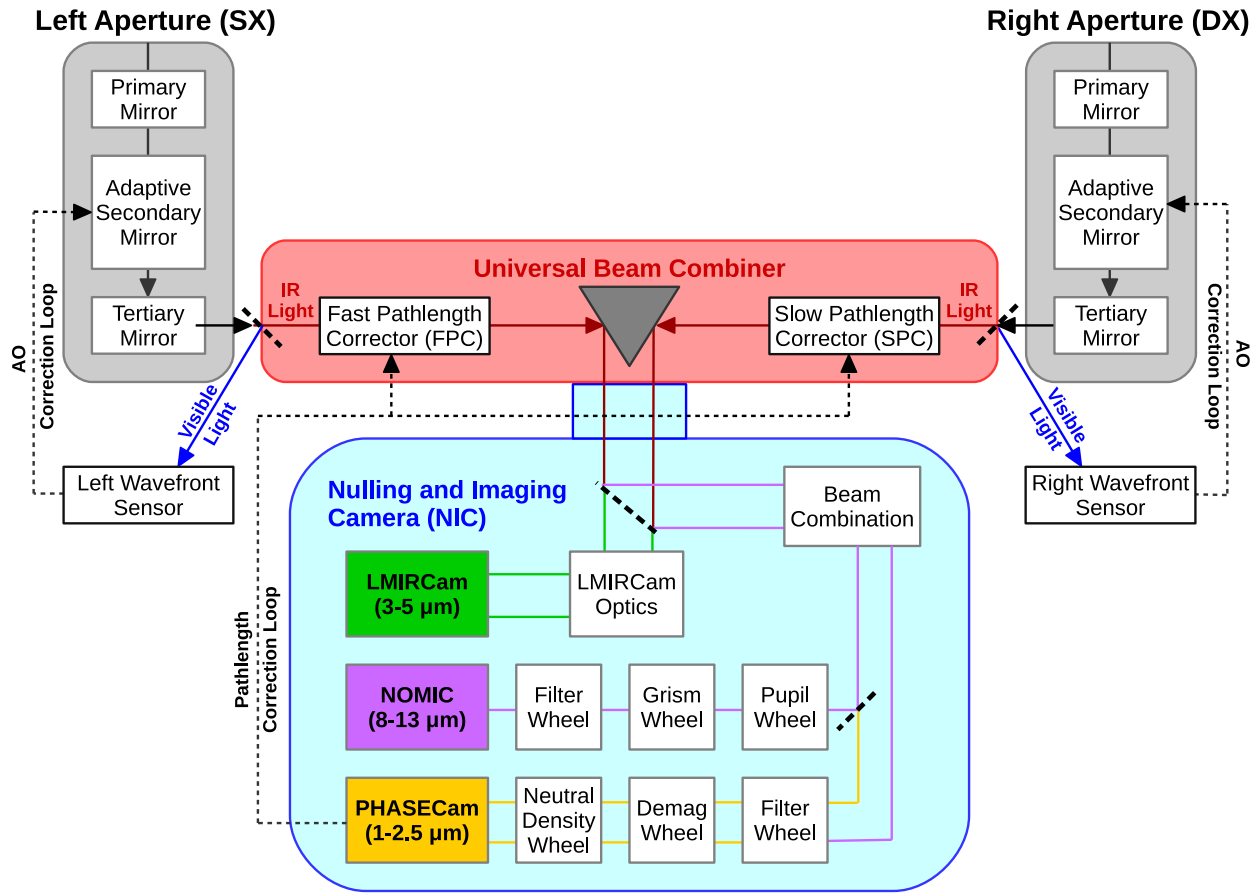 Left Aperture (SX)
Right Aperture (DX)
Primary
Mirror
Primary
Mirror
Adaptive
Secondary
Mirror
Adaptive
Secondary
Mirror
Tertiary
Mirror
Tertiary
Mirror
AO
Correction Loop
Correction Loop
AO
Universal Beam Combiner
IR
Light
Fast Pathlength
Corrector (FPC)
Slow Pathlength
Corrector (SPC)
IR
Light
Visible
Light
Visible
Light
Left Wavefront
Sensor
Right Wavefront
Sensor
Nulling and Imaging
Camera (NIC)
Beam
Combination
LMIRCam
(3-5 μm)
LMIRCam
Optics
Pathlength
Correction Loop
NOMIC
(8-13 μm)
Filter
Wheel
Grism
Wheel
Pupil
Wheel
PHASECam
(1-2.5 μm)
Neutral
Density
Wheel
Demag
Wheel
Filter
Wheel